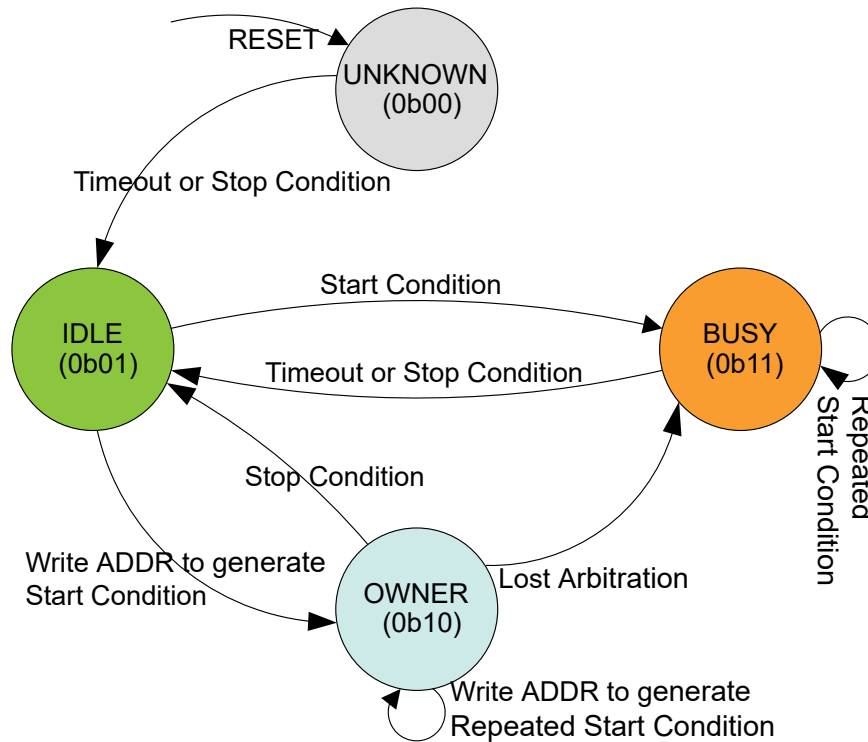 RESET
UNKNOWN
(0b00)
Timeout or Stop Condition
Start Condition
IDLE
(0b01)
BUSY
(0b11)
Timeout or Stop Condition
Repeated
Start Condition
Stop Condition
Write ADDR to generate
Start Condition
Lost Arbitration
OWNER
(0b10)
Write ADDR to generate
Repeated Start Condition